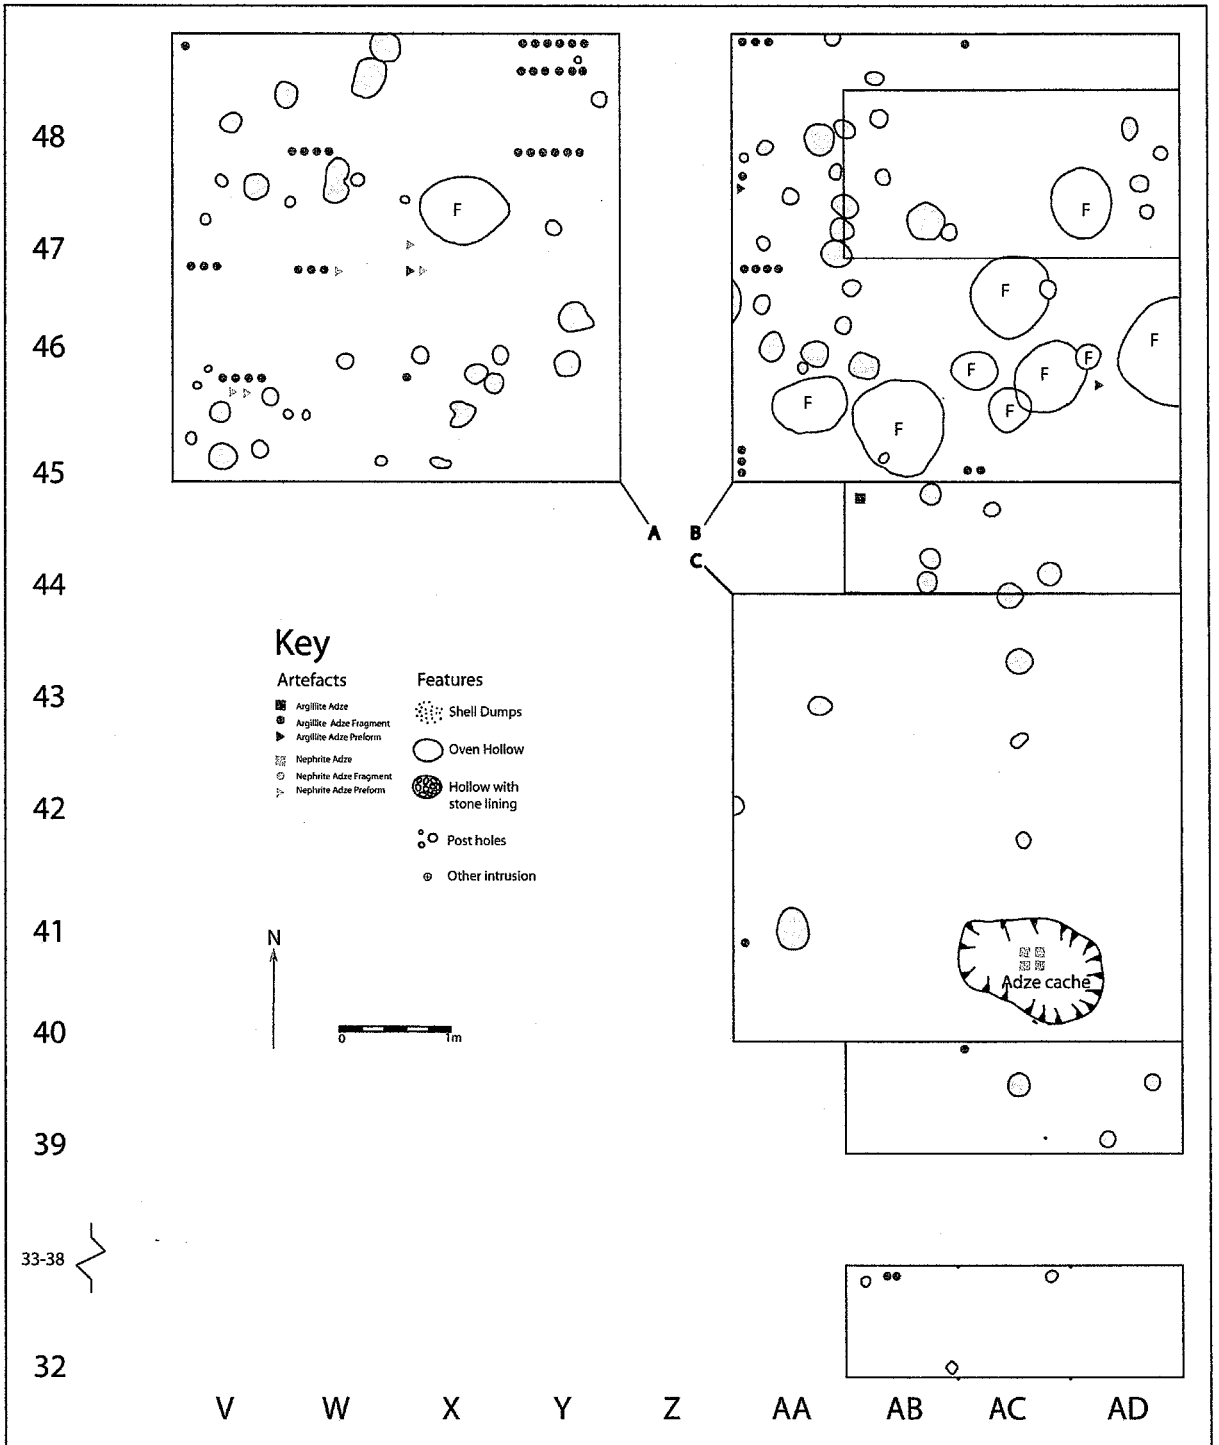 48
F
F
47
F
46
F
F
F
F
F
F
F
45
A B
C
44
Key
Artefacts
Argillite Adze
Argillite Adze Fragment
Argillite Adze Preform
Nephrite Adze
Nephrite Adze Fragment
Nephrite Adze Preform
Features
Shell Dumps
Oven Hollow
Hollow with
stone lining
Post holes
Other intrusion
43
42
41
N
Adze cache
40
0 1m
39
33-38
32
V W X Y Z AA AB AC AD